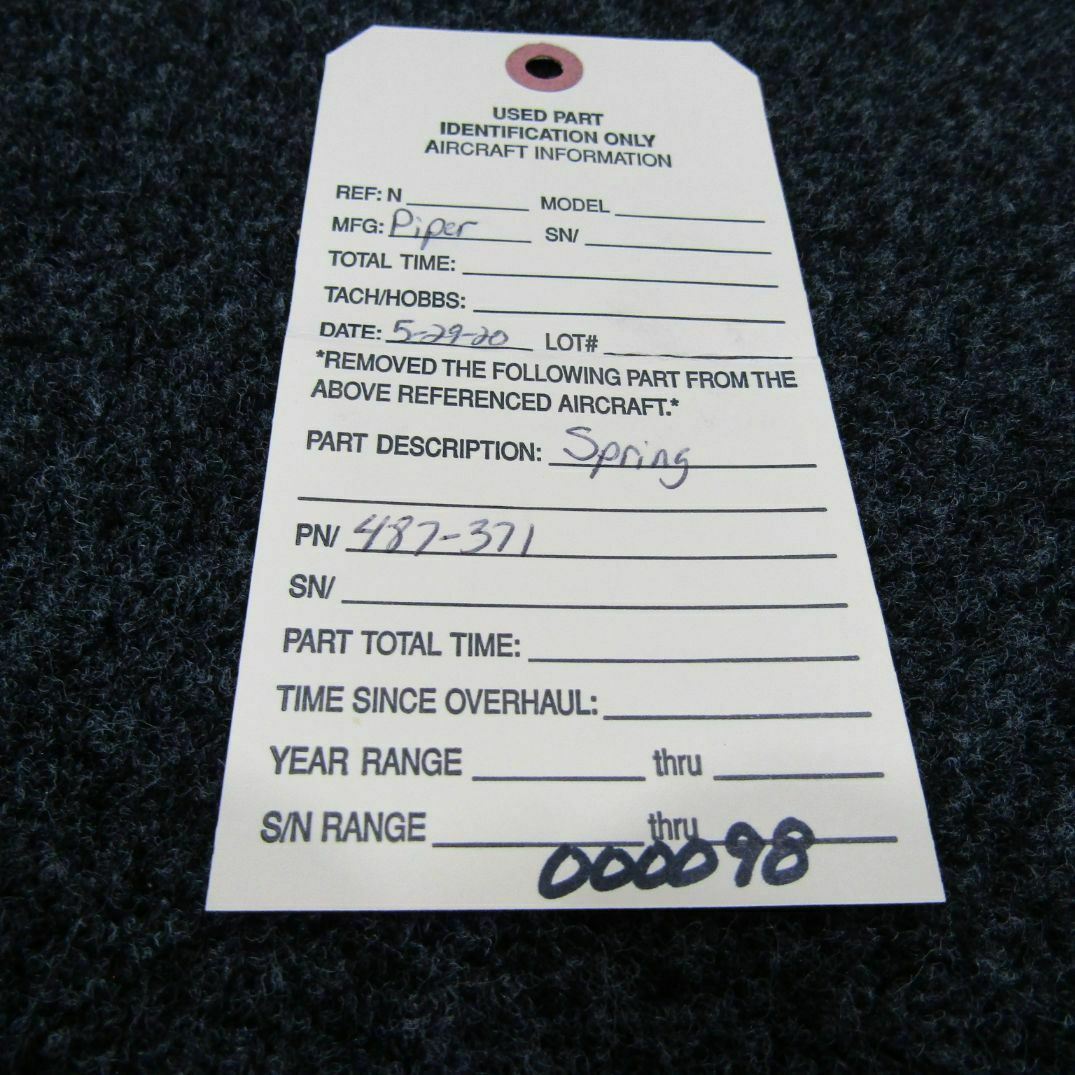 USED PART
IDENTIFICATION ONLY
AIRCRAFT INFORMATION
REF: N MODEL
MFG: Piper SN/
TOTAL TIME:
TACH/HOBBS:
DATE: 5-29-20 LOT#
*REMOVED THE FOLLOWING PART FROM THE
ABOVE REFERENCED AIRCRAFT.*
PART DESCRIPTION: Spring
PN/ 487-371
SN/
PART TOTAL TIME:
TIME SINCE OVERHAUL:
YEAR RANGE thru
S/N RANGE thru
000098